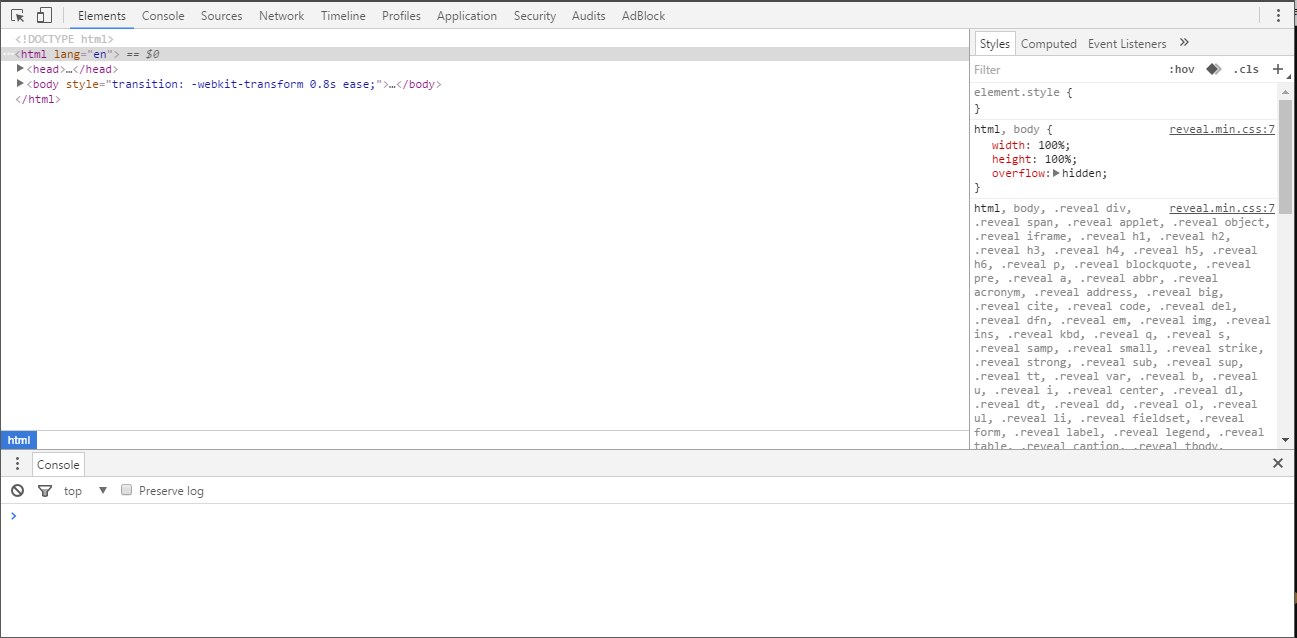 Elements Console Sources Network Timeline Profiles Application Security Audits AdBlock
<!DOCTYPE html>
…<html lang="en"> == $0
<head>…</head>
<body style="transition: -webkit-transform 0.8s ease;">…</body>
</html>
html
Styles Computed Event Listeners »
Filter :hov .cls +
element.style {
}
html, body { reveal.min.css:7
width: 100%;
height: 100%;
overflow: hidden;
}
html, body, .reveal div, reveal.min.css:7
.reveal span, .reveal applet, .reveal object,
.reveal iframe, .reveal h1, .reveal h2,
.reveal h3, .reveal h4, .reveal h5, .reveal
h6, .reveal p, .reveal blockquote, .reveal
pre, .reveal a, .reveal abbr, .reveal
acronym, .reveal address, .reveal big,
.reveal cite, .reveal code, .reveal del,
.reveal dfn, .reveal em, .reveal img, .reveal
ins, .reveal kbd, .reveal q, .reveal s,
.reveal samp, .reveal small, .reveal strike,
.reveal strong, .reveal sub, .reveal sup,
.reveal tt, .reveal var, .reveal b, .reveal
u, .reveal i, .reveal center, .reveal dl,
.reveal dt, .reveal dd, .reveal ol, .reveal
ul, .reveal li, .reveal fieldset, .reveal
form, .reveal label, .reveal legend, .reveal
table, .reveal caption, .reveal tbody,
Console
top Preserve log
>